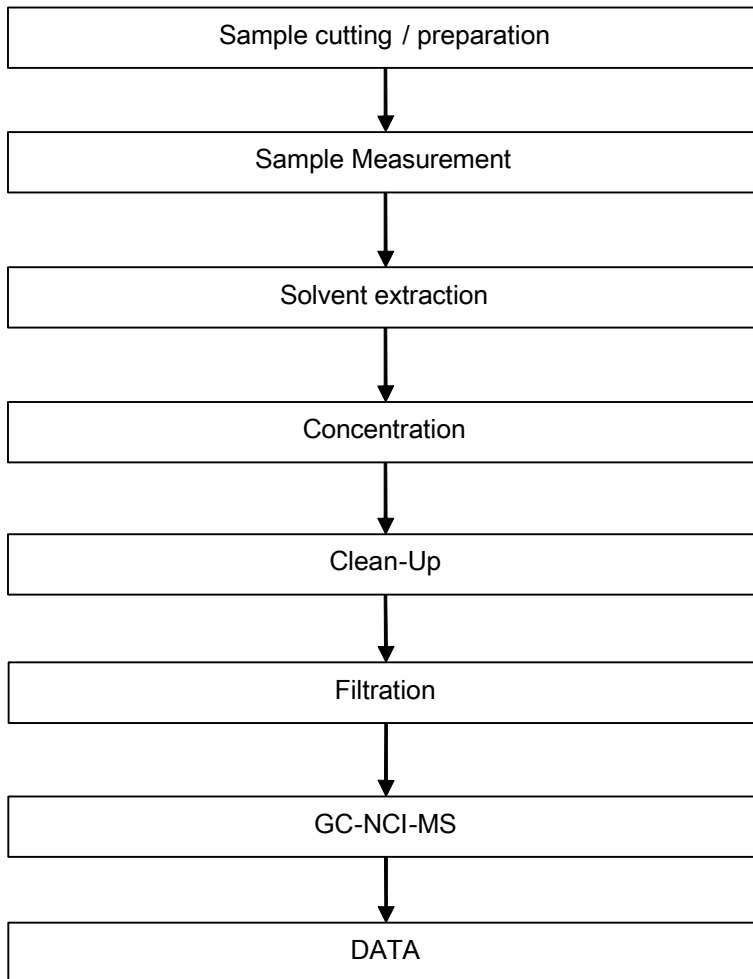 Sample cutting / preparation
Sample Measurement
Solvent extraction
Concentration
Clean-Up
Filtration
GC-NCI-MS
DATA